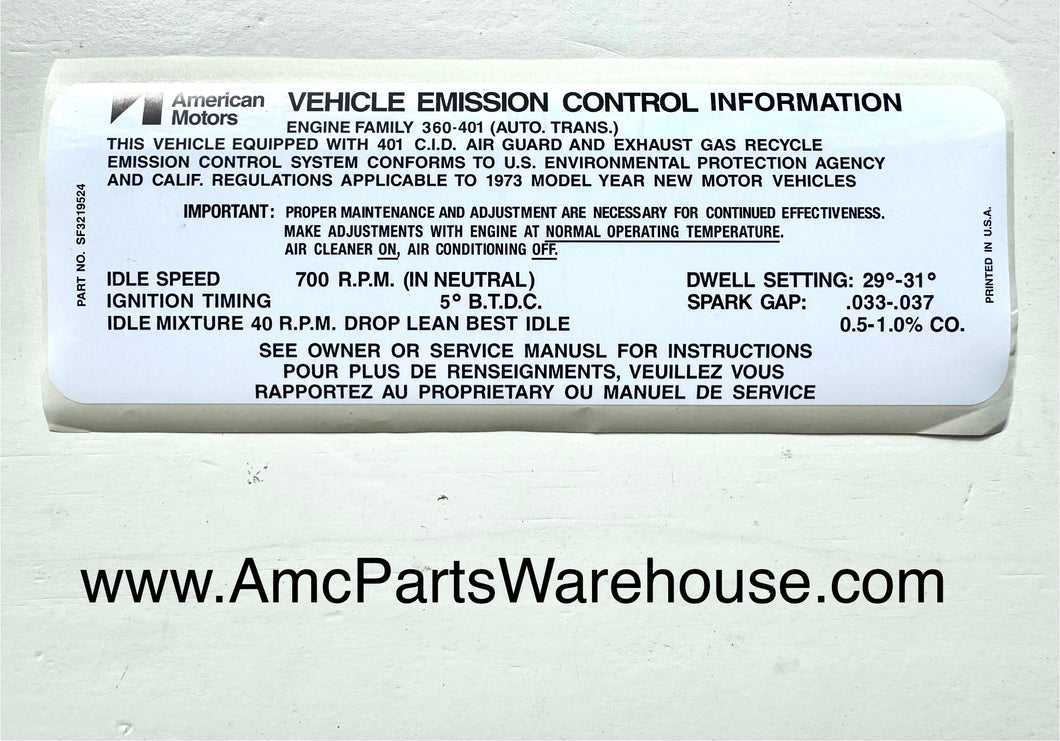 American
Motors
VEHICLE EMISSION CONTROL INFORMATION
ENGINE FAMILY 360-401 (AUTO. TRANS.)
THIS VEHICLE EQUIPPED WITH 401 C.I.D. AIR GUARD AND EXHAUST GAS RECYCLE
EMISSION CONTROL SYSTEM CONFORMS TO U.S. ENVIRONMENTAL PROTECTION AGENCY
AND CALIF. REGULATIONS APPLICABLE TO 1973 MODEL YEAR NEW MOTOR VEHICLES
PART NO. SF3219524
IMPORTANT: PROPER MAINTENANCE AND ADJUSTMENT ARE NECESSARY FOR CONTINUED EFFECTIVENESS.
MAKE ADJUSTMENTS WITH ENGINE AT NORMAL OPERATING TEMPERATURE.
AIR CLEANER ON, AIR CONDITIONING OFF.
PRINTED IN U.S.A.
IDLE SPEED 700 R.P.M. (IN NEUTRAL) DWELL SETTING: 29°-31°
IGNITION TIMING 5° B.T.D.C. SPARK GAP: .033-.037
IDLE MIXTURE 40 R.P.M. DROP LEAN BEST IDLE 0.5-1.0% CO.
SEE OWNER OR SERVICE MANUSL FOR INSTRUCTIONS
POUR PLUS DE RENSEIGNMENTS, VEUILLEZ VOUS
RAPPORTEZ AU PROPRIETARY OU MANUEL DE SERVICE
www.AmcPartsWarehouse.com